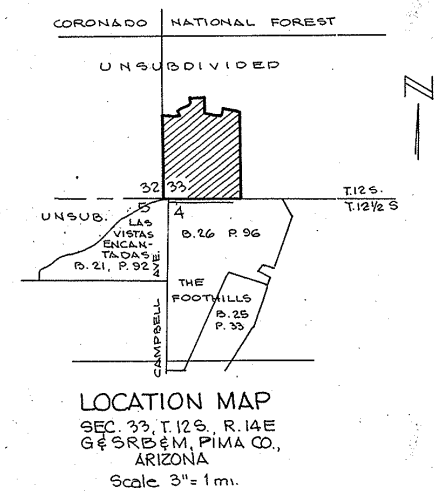 CORONADO NATIONAL FOREST
UNSUBDIVIDED
N
32 33
T.12S.
T.12½ S
5 4
UNSUB.
LAS
VISTAS
ENCAN-
TADAS
B.21, P.92
B.26 P.96
CAMPBELL AVE.
THE
FOOTHILLS
B.25
P.33
LOCATION MAP
SEC. 33, T.12S., R.14E
G&SRB&M, PIMA CO.,
ARIZONA
Scale 3"=1mi.